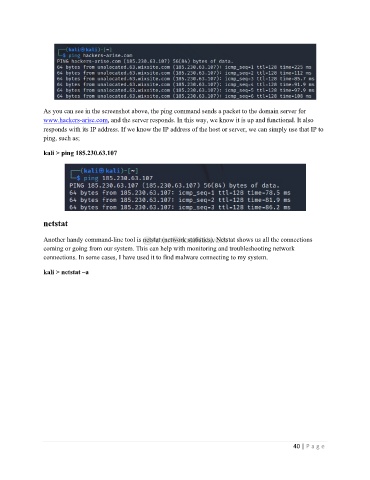 (kali㉿kali)-[~]
$ ping hackers-arise.com
PING hackers-arise.com (185.230.63.107) 56(84) bytes of data.
64 bytes from unalocated.63.wixsite.com (185.230.63.107): icmp_seq=1 ttl=128 time=225 ms
64 bytes from unalocated.63.wixsite.com (185.230.63.107): icmp_seq=2 ttl=128 time=112 ms
64 bytes from unalocated.63.wixsite.com (185.230.63.107): icmp_seq=3 ttl=128 time=85.7 ms
64 bytes from unalocated.63.wixsite.com (185.230.63.107): icmp_seq=4 ttl=128 time=91.9 ms
64 bytes from unalocated.63.wixsite.com (185.230.63.107): icmp_seq=5 ttl=128 time=97.9 ms
64 bytes from unalocated.63.wixsite.com (185.230.63.107): icmp_seq=6 ttl=128 time=108 ms
As you can see in the screenshot above, the ping command sends a packet to the domain server for
www.hackers-arise.com, and the server responds. In this way, we know it is up and functional. It also
responds with its IP address. If we know the IP address of the host or server, we can simply use that IP to
ping, such as;
kali > ping 185.230.63.107
(kali㉿kali)-[~]
$ ping 185.230.63.107
PING 185.230.63.107 (185.230.63.107) 56(84) bytes of data.
64 bytes from 185.230.63.107: icmp_seq=1 ttl=128 time=78.5 ms
64 bytes from 185.230.63.107: icmp_seq=2 ttl=128 time=81.9 ms
64 bytes from 185.230.63.107: icmp_seq=3 ttl=128 time=86.2 ms
netstat
Another handy command-line tool is netstat (network statistics). Netstat shows us all the connections
coming or going from our system. This can help with monitoring and troubleshooting network
connections. In some cases, I have used it to find malware connecting to my system.
kali > netstat –a
40 | P a g e